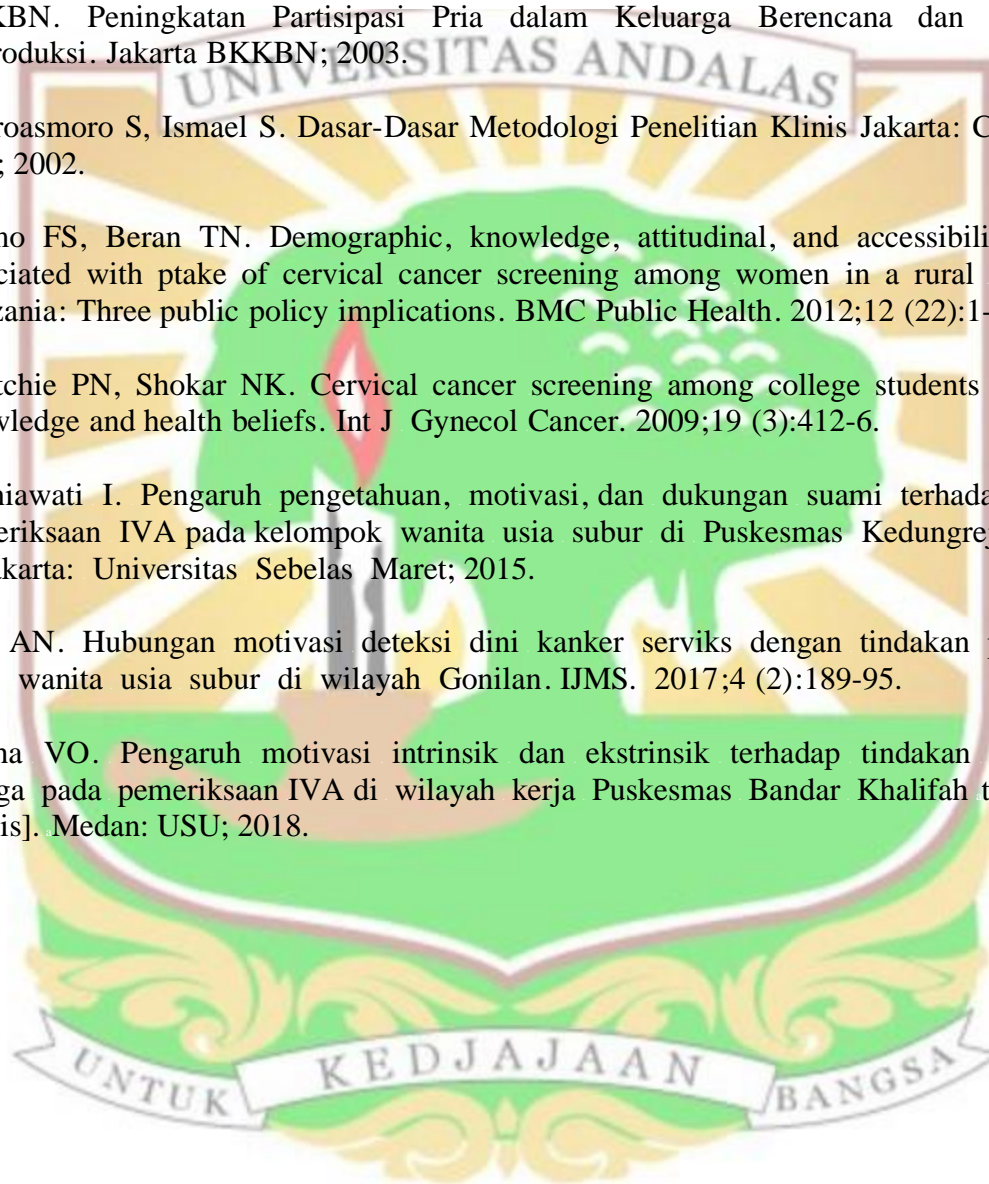 KBN. Peningkatan Partisipasi Pria dalam Keluarga Berencana dan
roduksi. Jakarta BKKBN; 2003.
UNIVERSITAS ANDALAS
roasmoro S, Ismael S. Dasar-Dasar Metodologi Penelitian Klinis Jakarta: C
; 2002.
no FS, Beran TN. Demographic, knowledge, attitudinal, and accessibili
ciated with ptake of cervical cancer screening among women in a rural
zania: Three public policy implications. BMC Public Health. 2012;12 (22):1-
tchie PN, Shokar NK. Cervical cancer screening among college students
wledge and health beliefs. Int J Gynecol Cancer. 2009;19 (3):412-6.
niawati I. Pengaruh pengetahuan, motivasi, dan dukungan suami terhada
eriksaan IVA pada kelompok wanita usia subur di Puskesmas Kedungrej
akarta: Universitas Sebelas Maret; 2015.
AN. Hubungan motivasi deteksi dini kanker serviks dengan tindakan p
wanita usia subur di wilayah Gonilan. IJMS. 2017;4 (2):189-95.
na VO. Pengaruh motivasi intrinsik dan ekstrinsik terhadap tindakan
ga pada pemeriksaan IVA di wilayah kerja Puskesmas Bandar Khalifah t
is]. Medan: USU; 2018.
UNTUK KEDJAJAAN BANGSA